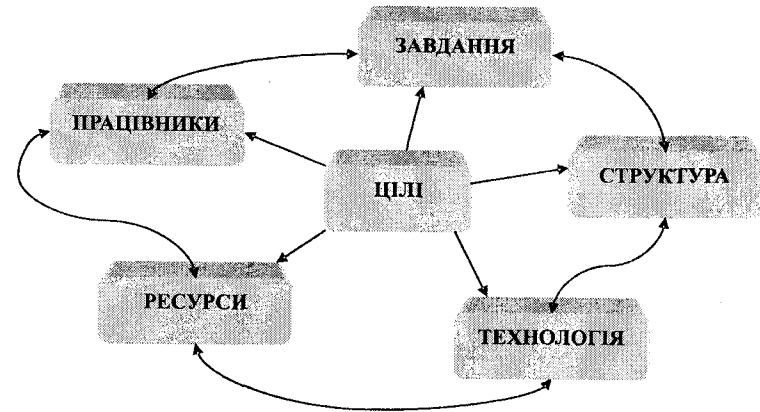 ЗАВДАННЯ
ПРАЦІВНИКИ
ЦІЛІ
СТРУКТУРА
РЕСУРСИ
ТЕХНОЛОГІЯ